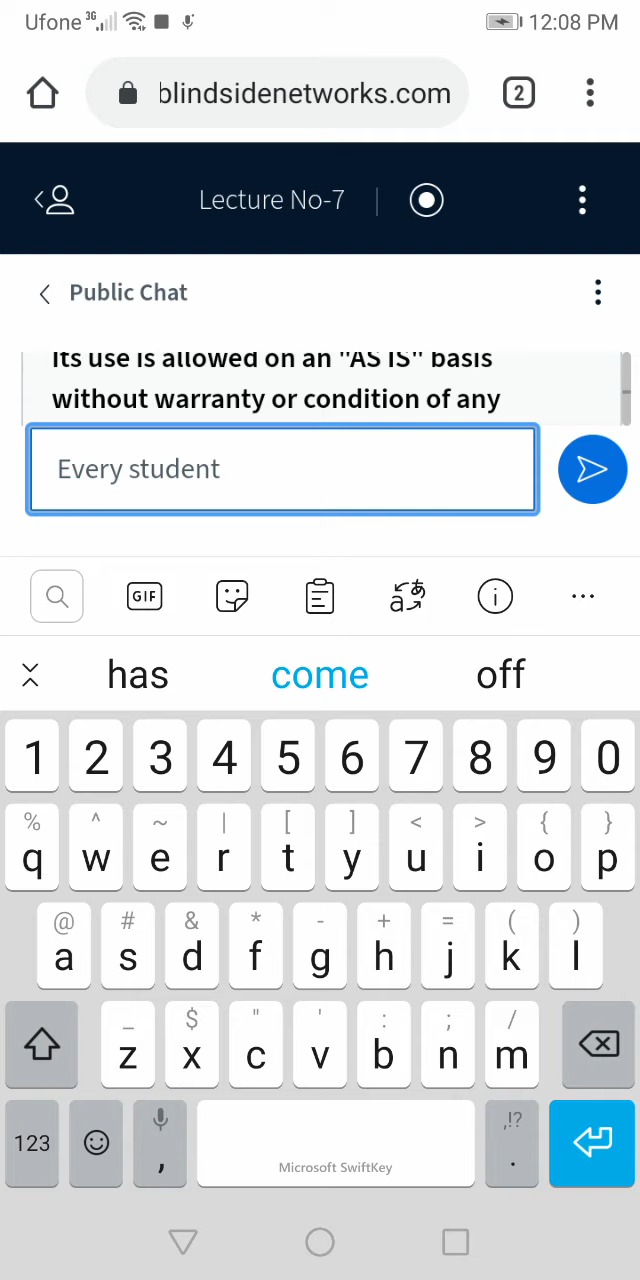 Ufone 3G 12:08 PM
blindsidenetworks.com 2
Lecture No-7
Public Chat
Its use is allowed on an "AS IS" basis
without warranty or condition of any
Every student
GIF aあ i
has come off
1 2 3 4 5 6 7 8 9 0
% ^ ~ | [ ] < > { }
q w e r t y u i o p
@ # & * - + = ( )
a s d f g h j k l
_ $ " ' : ; /
z x c v b n m
123 , Microsoft SwiftKey ,!? .